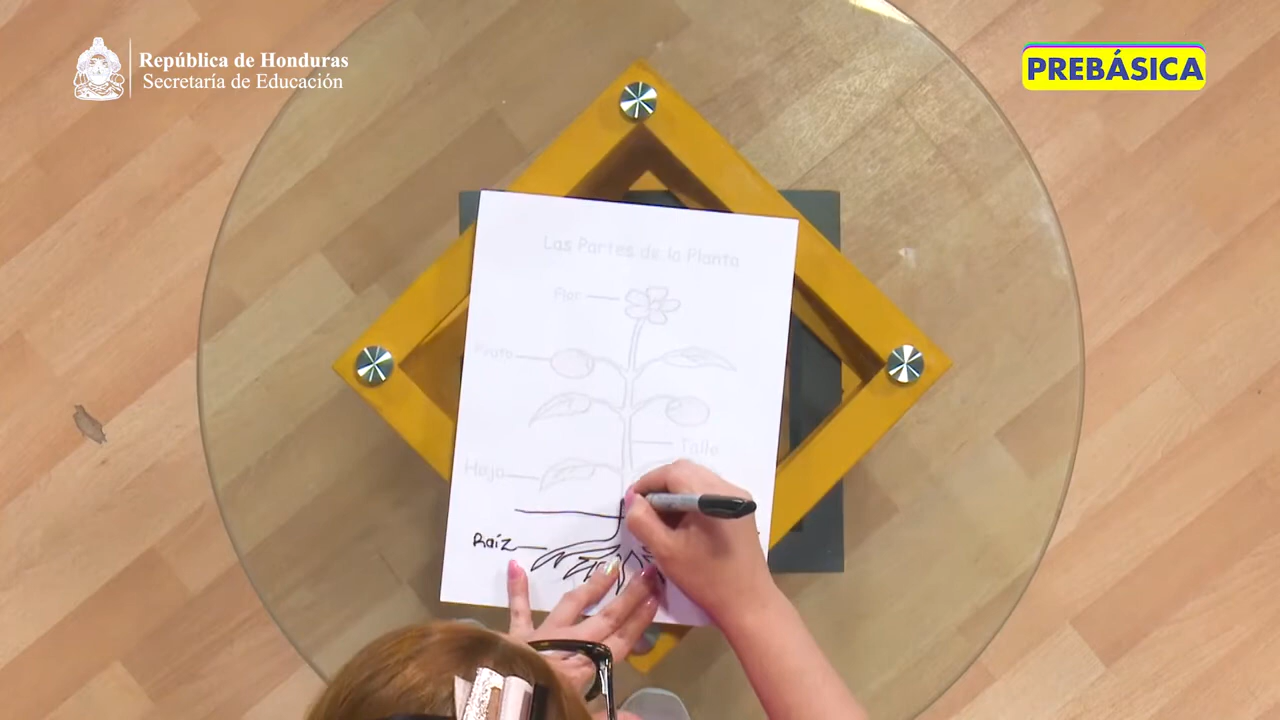 República de Honduras
Secretaría de Educación
PREBÁSICA
Las Partes de la Planta
Flor
Fruto
Tallo
Hoja
Raíz